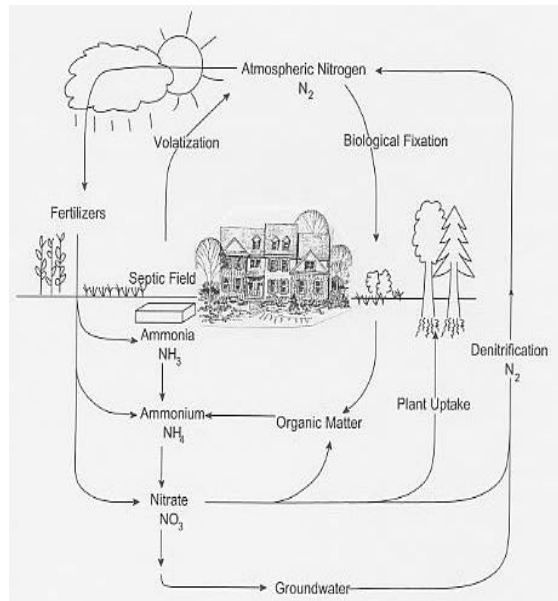 Atmospheric Nitrogen
N₂
Volatization
Biological Fixation
Fertilizers
Septic Field
Ammonia
NH₃
Denitrification
N₂
Plant Uptake
Ammonium
NH₄
Organic Matter
Nitrate
NO₃
Groundwater